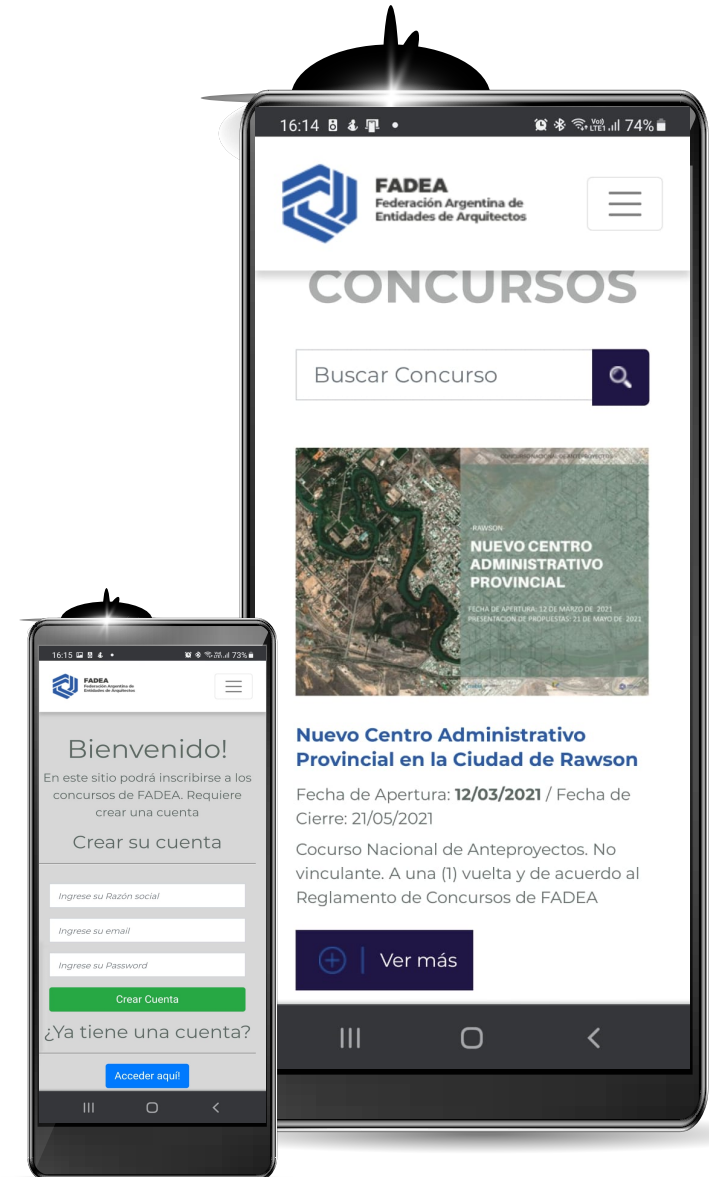 16:14
Vo)) LTE1 74%
FADEA
Federación Argentina de
Entidades de Arquitectos
CONCURSOS
Buscar Concurso
CONCURSO NACIONAL DE ANTEPROYECTOS
-RAWSON-
NUEVO CENTRO
ADMINISTRATIVO
PROVINCIAL
FECHA DE APERTURA: 12 DE MARZO DE 2021
PRESENTACIÓN DE PROPUESTAS: 21 DE MAYO DE 2021
Nuevo Centro Administrativo
Provincial en la Ciudad de Rawson
Fecha de Apertura: 12/03/2021 / Fecha de
Cierre: 21/05/2021
Cocurso Nacional de Anteproyectos. No
vinculante. A una (1) vuelta y de acuerdo al
Reglamento de Concursos de FADEA
Ver más
16:15
73%
FADEA
Federación Argentina de
Entidades de Arquitectos
Bienvenido!
En este sitio podrá inscribirse a los
concursos de FADEA. Requiere
crear una cuenta
Crear su cuenta
Ingrese su Razón social
Ingrese su email
Ingrese su Password
Crear Cuenta
¿Ya tiene una cuenta?
Acceder aquí!